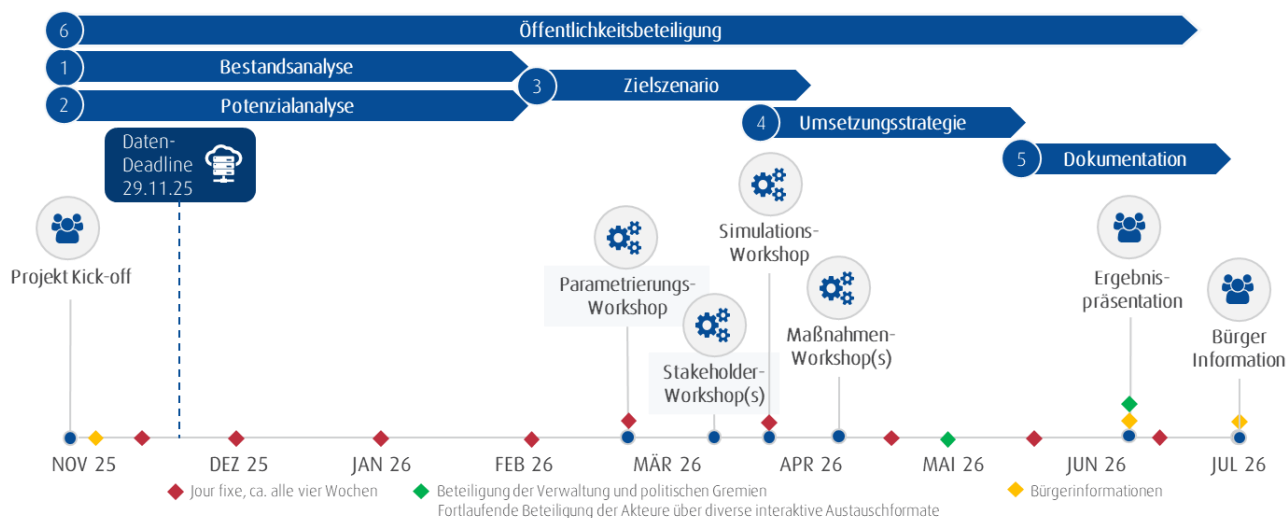 6 Öffentlichkeitsbeteiligung
1 Bestandsanalyse
2 Potenzialanalyse
3 Zielszenario
4 Umsetzungsstrategie
5 Dokumentation
Daten-
Deadline
29.11.25
Projekt Kick-off
Parametrierungs-
Workshop
Stakeholder-
Workshop(s)
Simulations-
Workshop
Maßnahmen-
Workshop(s)
Ergebnis-
präsentation
Bürger
Information
NOV 25 DEZ 25 JAN 26 FEB 26 MÄR 26 APR 26 MAI 26 JUN 26 JUL 26
Jour fixe, ca. alle vier Wochen
Beteiligung der Verwaltung und politischen Gremien
Fortlaufende Beteiligung der Akteure über diverse interaktive Austauschformate
Bürgerinformationen